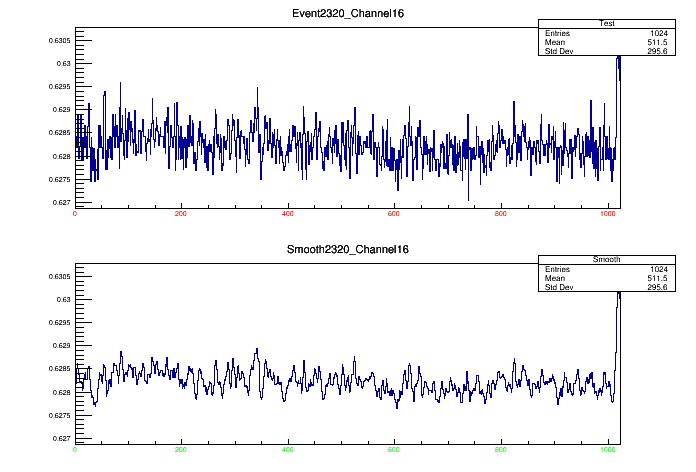 Event2320_Channel16
Test
Entries 1024
Mean 511.5
Std Dev 295.6
0.6305
0.63
0.6295
0.629
0.6285
0.628
0.6275
0.627
0 200 400 600 800 1000
Smooth2320_Channel16
Smooth
Entries 1024
Mean 511.5
Std Dev 295.6
0.6305
0.63
0.6295
0.629
0.6285
0.628
0.6275
0.627
0 200 400 600 800 1000